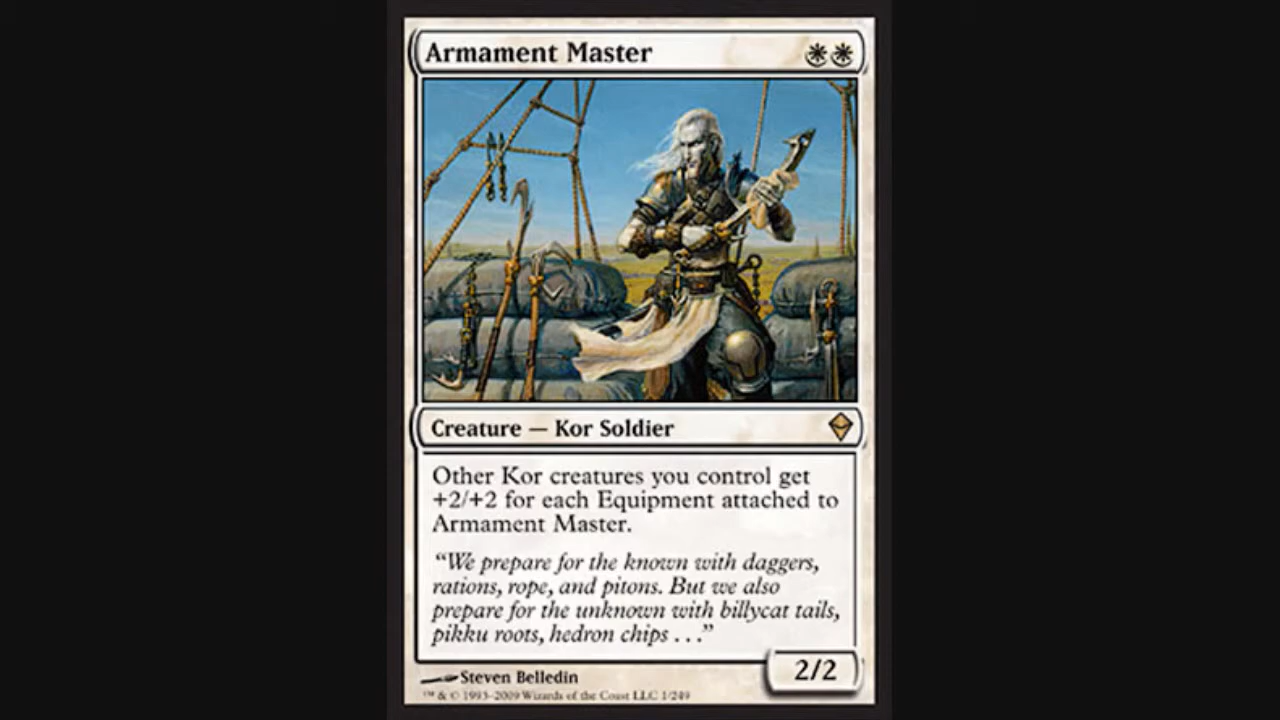 Armament Master
Creature — Kor Soldier
Other Kor creatures you control get
+2/+2 for each Equipment attached to
Armament Master.
“We prepare for the known with daggers,
rations, rope, and pitons. But we also
prepare for the unknown with billycat tails,
pikku roots, hedron chips . . .”
2/2
Steven Belledin
™ & © 1993–2009 Wizards of the Coast LLC 1/249